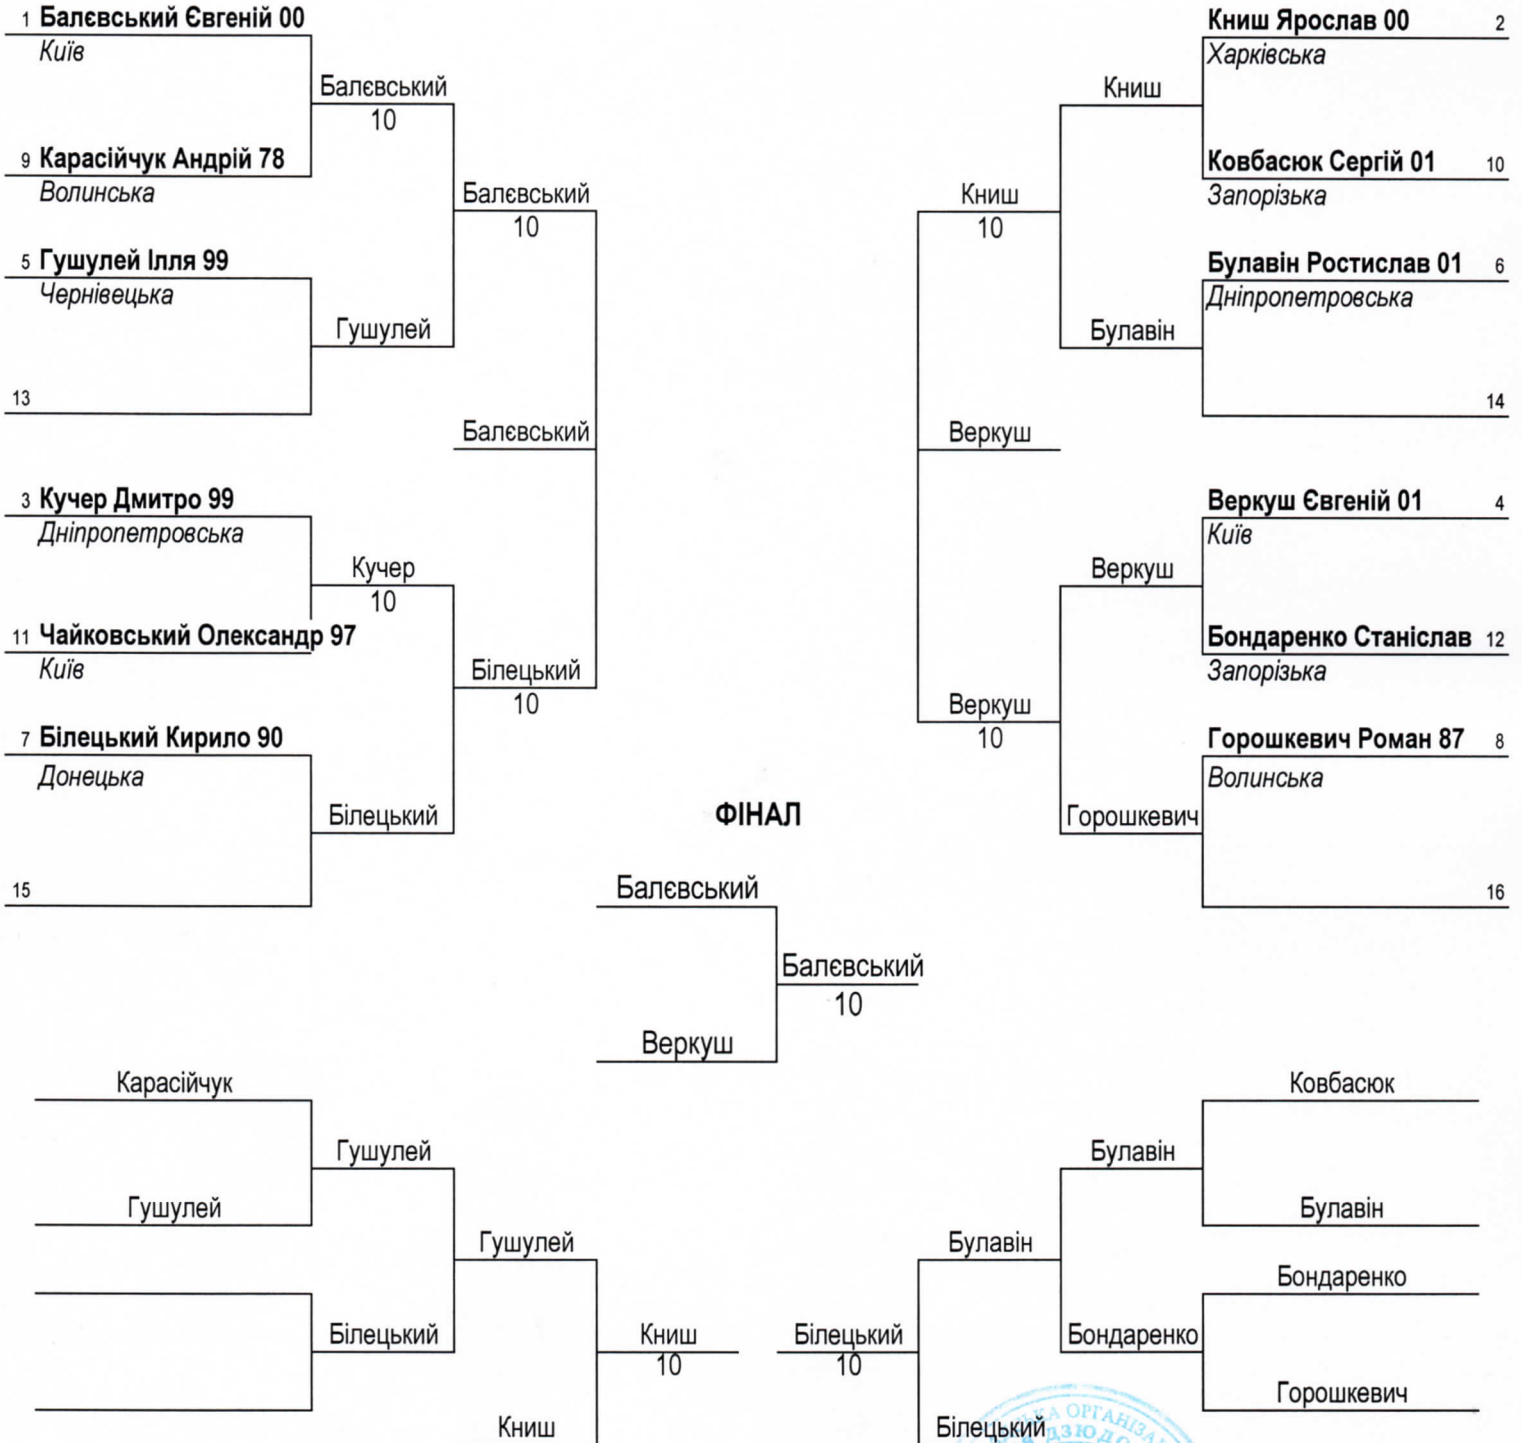 1 Балєвський Євгеній 00
Київ
Балєвський
10
9 Карасійчук Андрій 78
Волинська
Балєвський
10
5 Гушулей Ілля 99
Чернівецька
Гушулей
13
Балєвський
3 Кучер Дмитро 99
Дніпропетровська
Кучер
10
11 Чайковський Олександр 97
Київ
Білецький
10
7 Білецький Кирило 90
Донецька
Білецький
15
Книш Ярослав 00 2
Харківська
Книш
Ковбасюк Сергій 01 10
Запорізька
Книш
10
Булавін Ростислав 01 6
Дніпропетровська
Булавін
14
Веркуш
Веркуш Євгеній 01 4
Київ
Веркуш
Бондаренко Станіслав 12
Запорізька
Веркуш
10
Горошкевич Роман 87 8
Волинська
Горошкевич
16
ФІНАЛ
Балєвський
Балєвський
10
Веркуш
Карасійчук
Гушулей
Гушулей
Гушулей
Білецький
Книш
10
Книш
Ковбасюк
Булавін
Булавін
Булавін
Бондаренко
Білецький
10
Бондаренко
Горошкевич
Білецький
ДЗЮДО